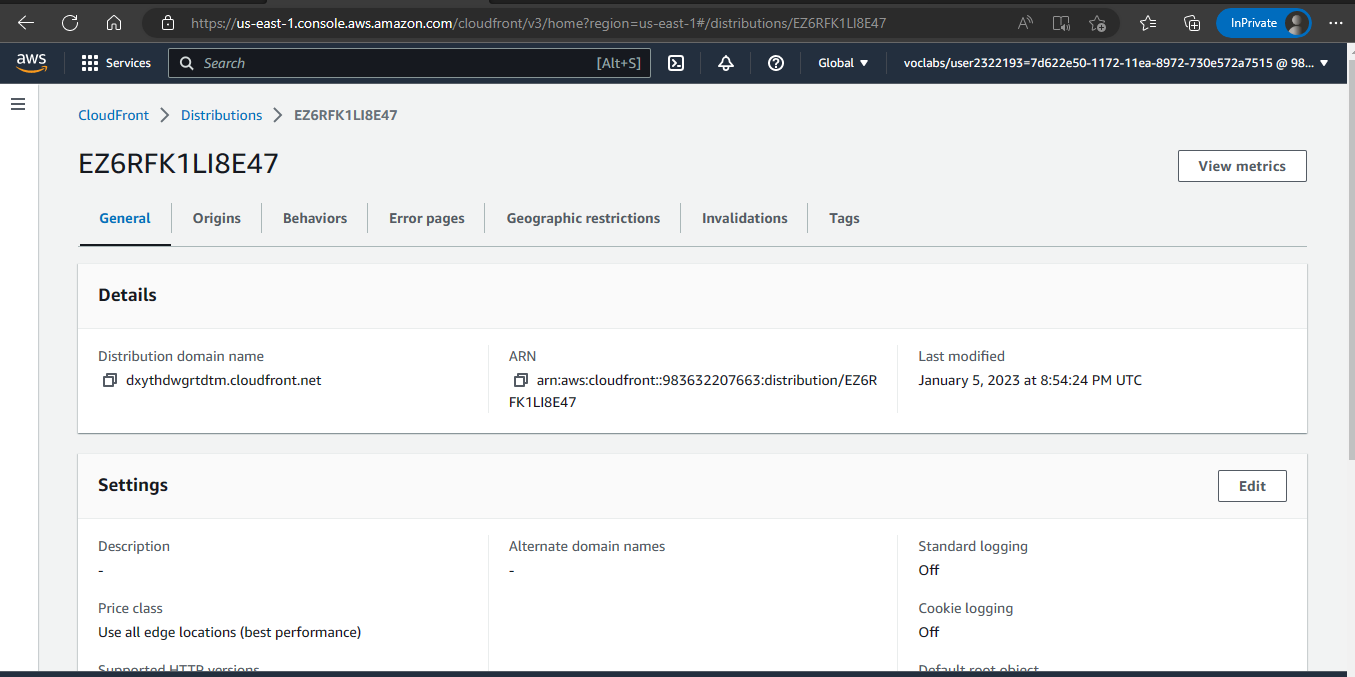 https://us-east-1.console.aws.amazon.com/cloudfront/v3/home?region=us-east-1#/distributions/EZ6RFK1LI8E47
InPrivate
aws
Services
Search
[Alt+S]
Global
voclabs/user2322193=7d622e50-1172-11ea-8972-730e572a7515 @ 98...
CloudFront
Distributions
EZ6RFK1LI8E47
EZ6RFK1LI8E47
View metrics
General
Origins
Behaviors
Error pages
Geographic restrictions
Invalidations
Tags
Details
Distribution domain name
dxythdwgrtdtm.cloudfront.net
ARN
arn:aws:cloudfront::983632207663:distribution/EZ6R
FK1LI8E47
Last modified
January 5, 2023 at 8:54:24 PM UTC
Settings
Edit
Description
-
Price class
Use all edge locations (best performance)
Supported HTTP versions
Alternate domain names
-
Standard logging
Off
Cookie logging
Off
Default root object